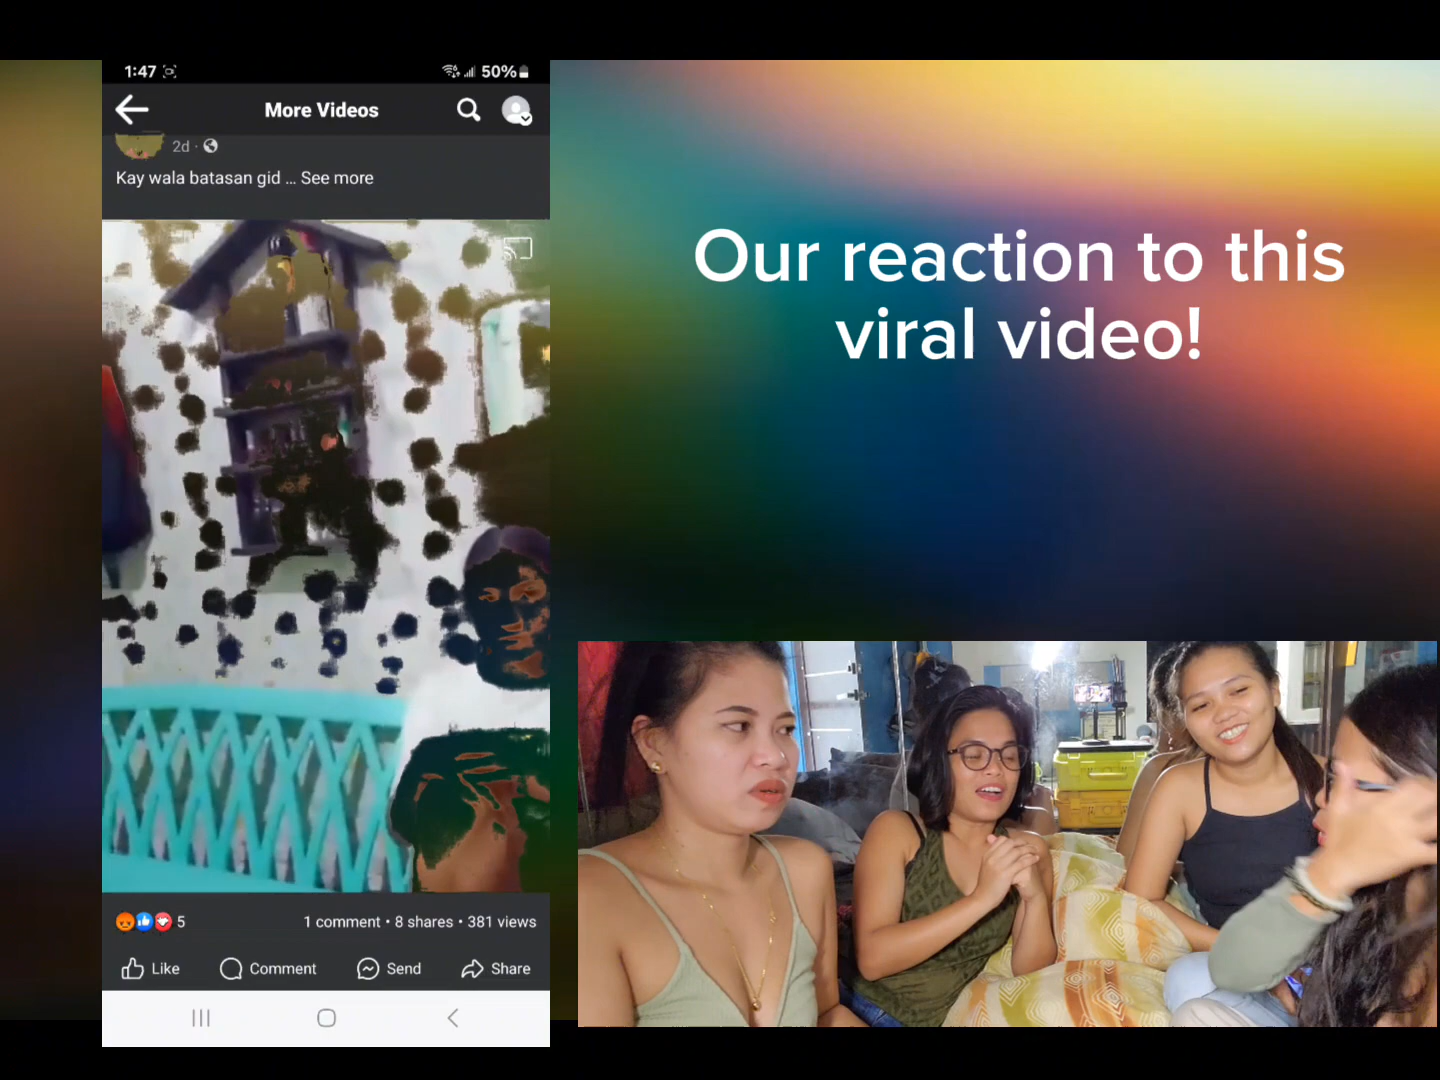 1:47
50%
More Videos
2d
Kay wala batasan gid ... See more
Our reaction to this
viral video!
5
1 comment • 8 shares • 381 views
Like
Comment
Send
Share